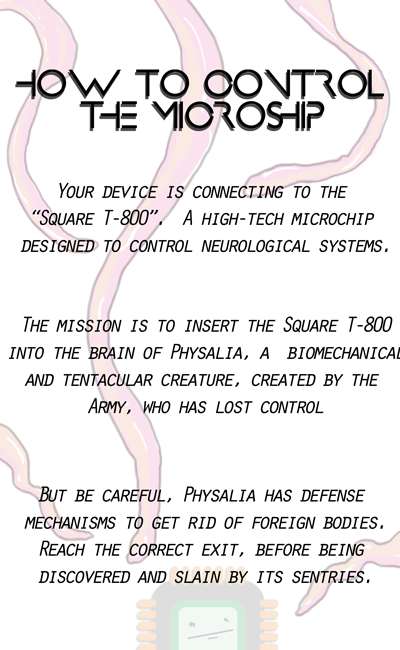 HOW TO CONTROL
THE MICROSHIP
YOUR DEVICE IS CONNECTING TO THE
“SQUARE T-800”. A HIGH-TECH MICROCHIP
DESIGNED TO CONTROL NEUROLOGICAL SYSTEMS.
THE MISSION IS TO INSERT THE SQUARE T-800
INTO THE BRAIN OF PHYSALIA, A BIOMECHANICAL
AND TENTACULAR CREATURE, CREATED BY THE
ARMY, WHO HAS LOST CONTROL
BUT BE CAREFUL, PHYSALIA HAS DEFENSE
MECHANISMS TO GET RID OF FOREIGN BODIES.
REACH THE CORRECT EXIT, BEFORE BEING
DISCOVERED AND SLAIN BY ITS SENTRIES.